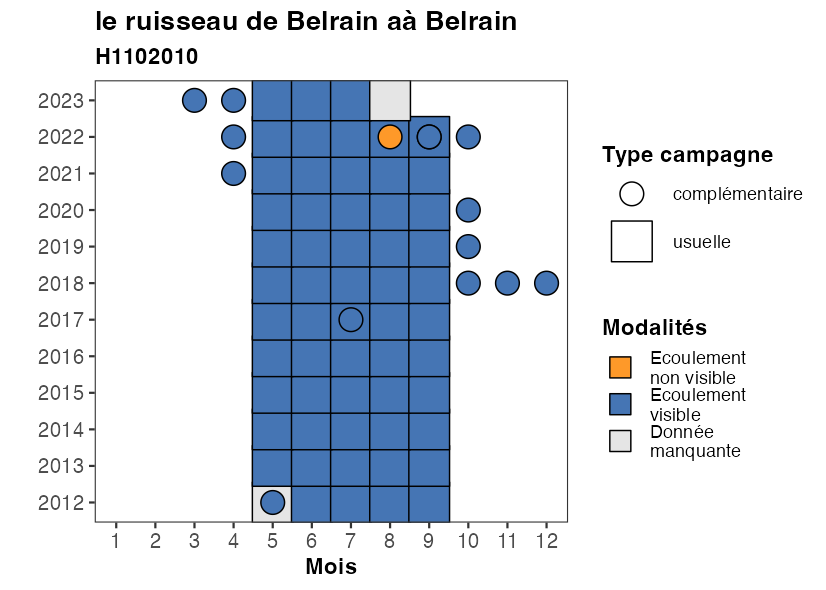 le ruisseau de Belrain aà Belrain
H1102010
2023
2022
2021
2020
2019
2018
2017
2016
2015
2014
2013
2012
1 2 3 4 5 6 7 8 9 10 11 12
Mois
Type campagne
complémentaire
usuelle
Modalités
Ecoulement
non visible
Ecoulement
visible
Donnée
manquante